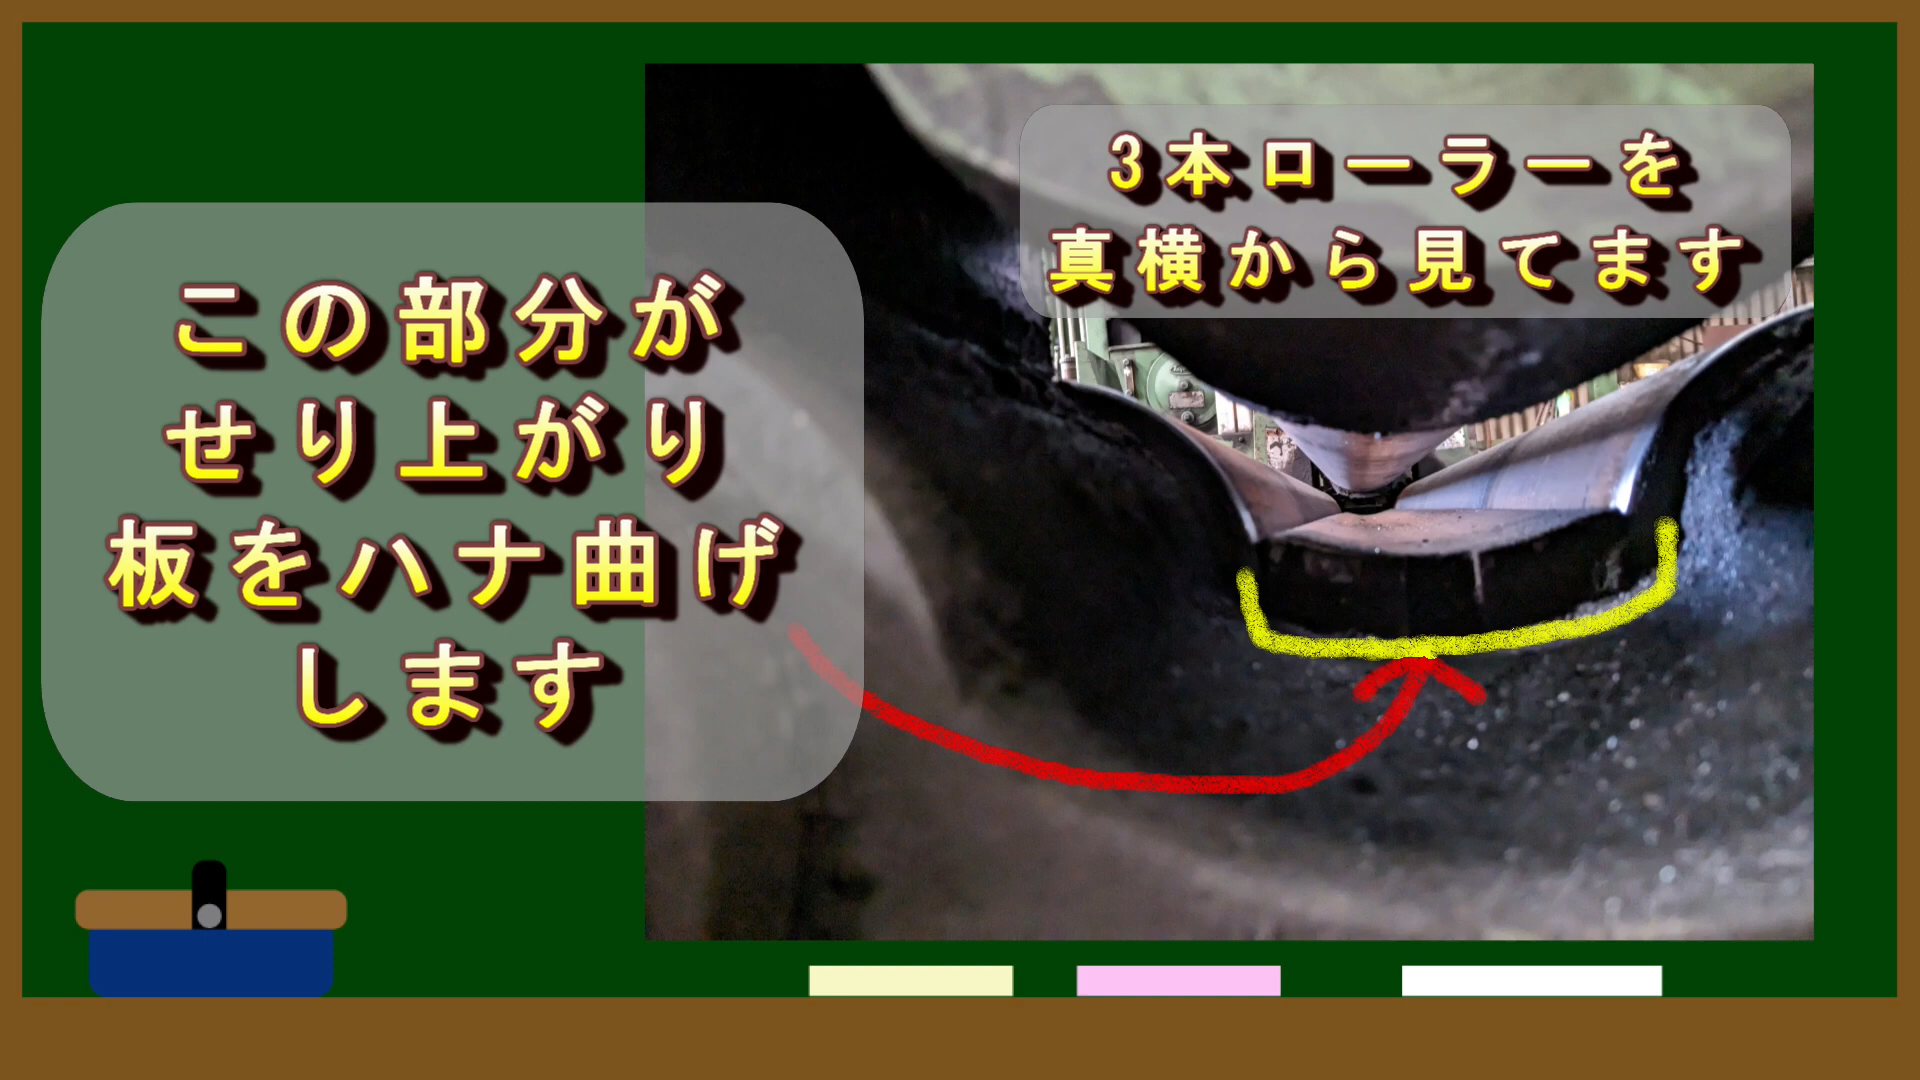 3本ローラーを
真横から見てます
この部分が
せり上がり
板をハナ曲げ
します